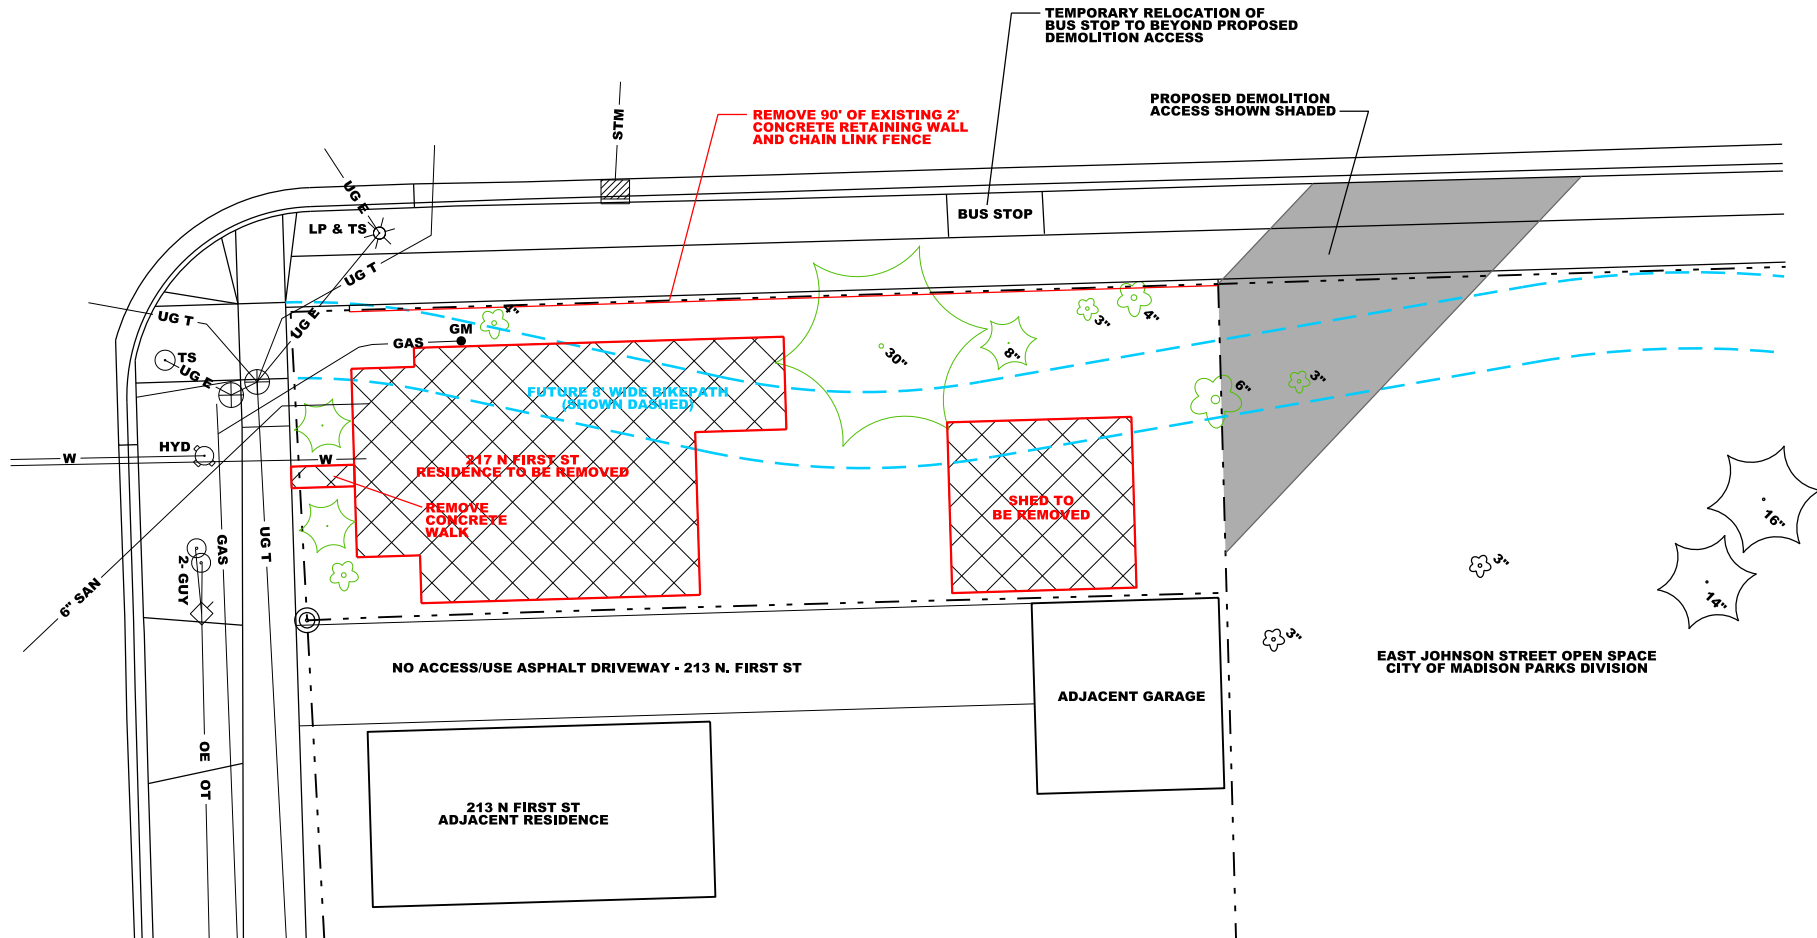 TEMPORARY RELOCATION OF
BUS STOP TO BEYOND PROPOSED
DEMOLITION ACCESS
PROPOSED DEMOLITION
ACCESS SHOWN SHADED
REMOVE 90' OF EXISTING 2'
CONCRETE RETAINING WALL
AND CHAIN LINK FENCE
STM
UG E
LP & TS
BUS STOP
UG T
UG T
UG E
GM
GAS
4"
3"
4"
TS
UG E
30"
8"
6"
3"
FUTURE 8' WIDE BIKEPATH
(SHOWN DASHED)
HYD
W
W
217 N FIRST ST
RESIDENCE TO BE REMOVED
REMOVE
CONCRETE
WALK
SHED TO
BE REMOVED
16"
14"
3"
3"
GAS
UG T
2- GUY
6" SAN
NO ACCESS/USE ASPHALT DRIVEWAY - 213 N. FIRST ST
EAST JOHNSON STREET OPEN SPACE
CITY OF MADISON PARKS DIVISION
ADJACENT GARAGE
OE
OT
213 N FIRST ST
ADJACENT RESIDENCE